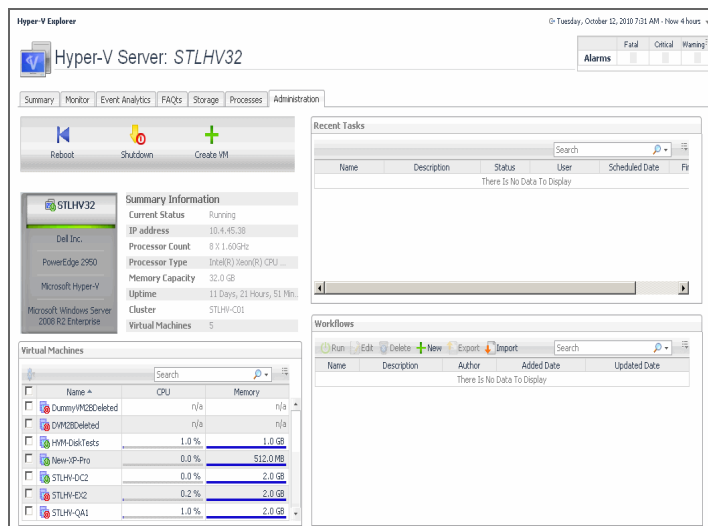 Hyper-V Explorer
Tuesday, October 12, 2010 7:31 AM - Now 4 hours
Hyper-V Server: STLHV32
Fatal Critical Warning
Alarms
Summary Monitor Event Analytics FAQts Storage Processes Administration
Reboot Shutdown Create VM
STLHV32
Dell Inc.
PowerEdge 2950
Microsoft Hyper-V
Microsoft Windows Server
2008 R2 Enterprise
Summary Information
Current Status Running
IP address 10.4.45.38
Processor Count 8 X 1.60GHz
Processor Type Intel(R) Xeon(R) CPU ...
Memory Capacity 32.0 GB
Uptime 11 Days, 21 Hours, 51 Min..
Cluster STLHV-C01
Virtual Machines 5
Virtual Machines
Search
Name CPU Memory
DummyVM2BDeleted n/a n/a
DVM2BDeleted n/a n/a
HVM-DiskTests 1.0 % 1.0 GB
New-XP-Pro 0.0 % 512.0 MB
STLHV-DC2 0.0 % 2.0 GB
STLHV-EX2 0.2 % 2.0 GB
STLHV-QA1 1.0 % 2.0 GB
Recent Tasks
Search
Name Description Status User Scheduled Date Fir
There Is No Data To Display
Workflows
Run Edit Delete New Export Import Search
Name Description Author Added Date Updated Date
There Is No Data To Display